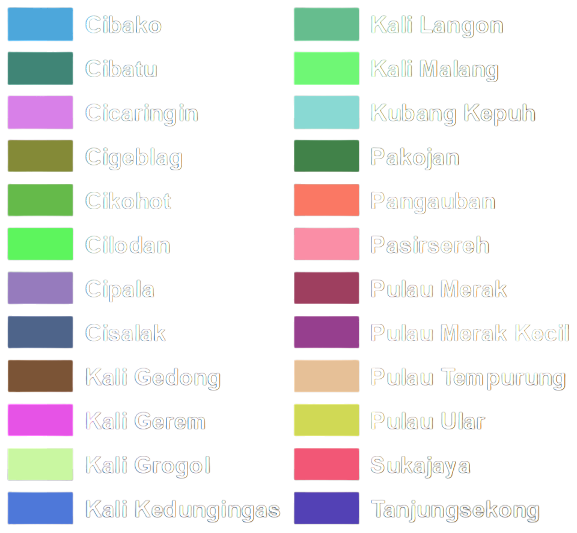 Cibako
Cibatu
Cicaringin
Cigeblag
Cikohot
Cilodan
Cipala
Cisalak
Kali Gedong
Kali Gerem
Kali Grogol
Kali Kedungingas
Kali Langon
Kali Malang
Kubang Kepuh
Pakojan
Pangauban
Pasirsereh
Pulau Merak
Pulau Merak Kecil
Pulau Tempurung
Pulau Ular
Sukajaya
Tanjungsekong